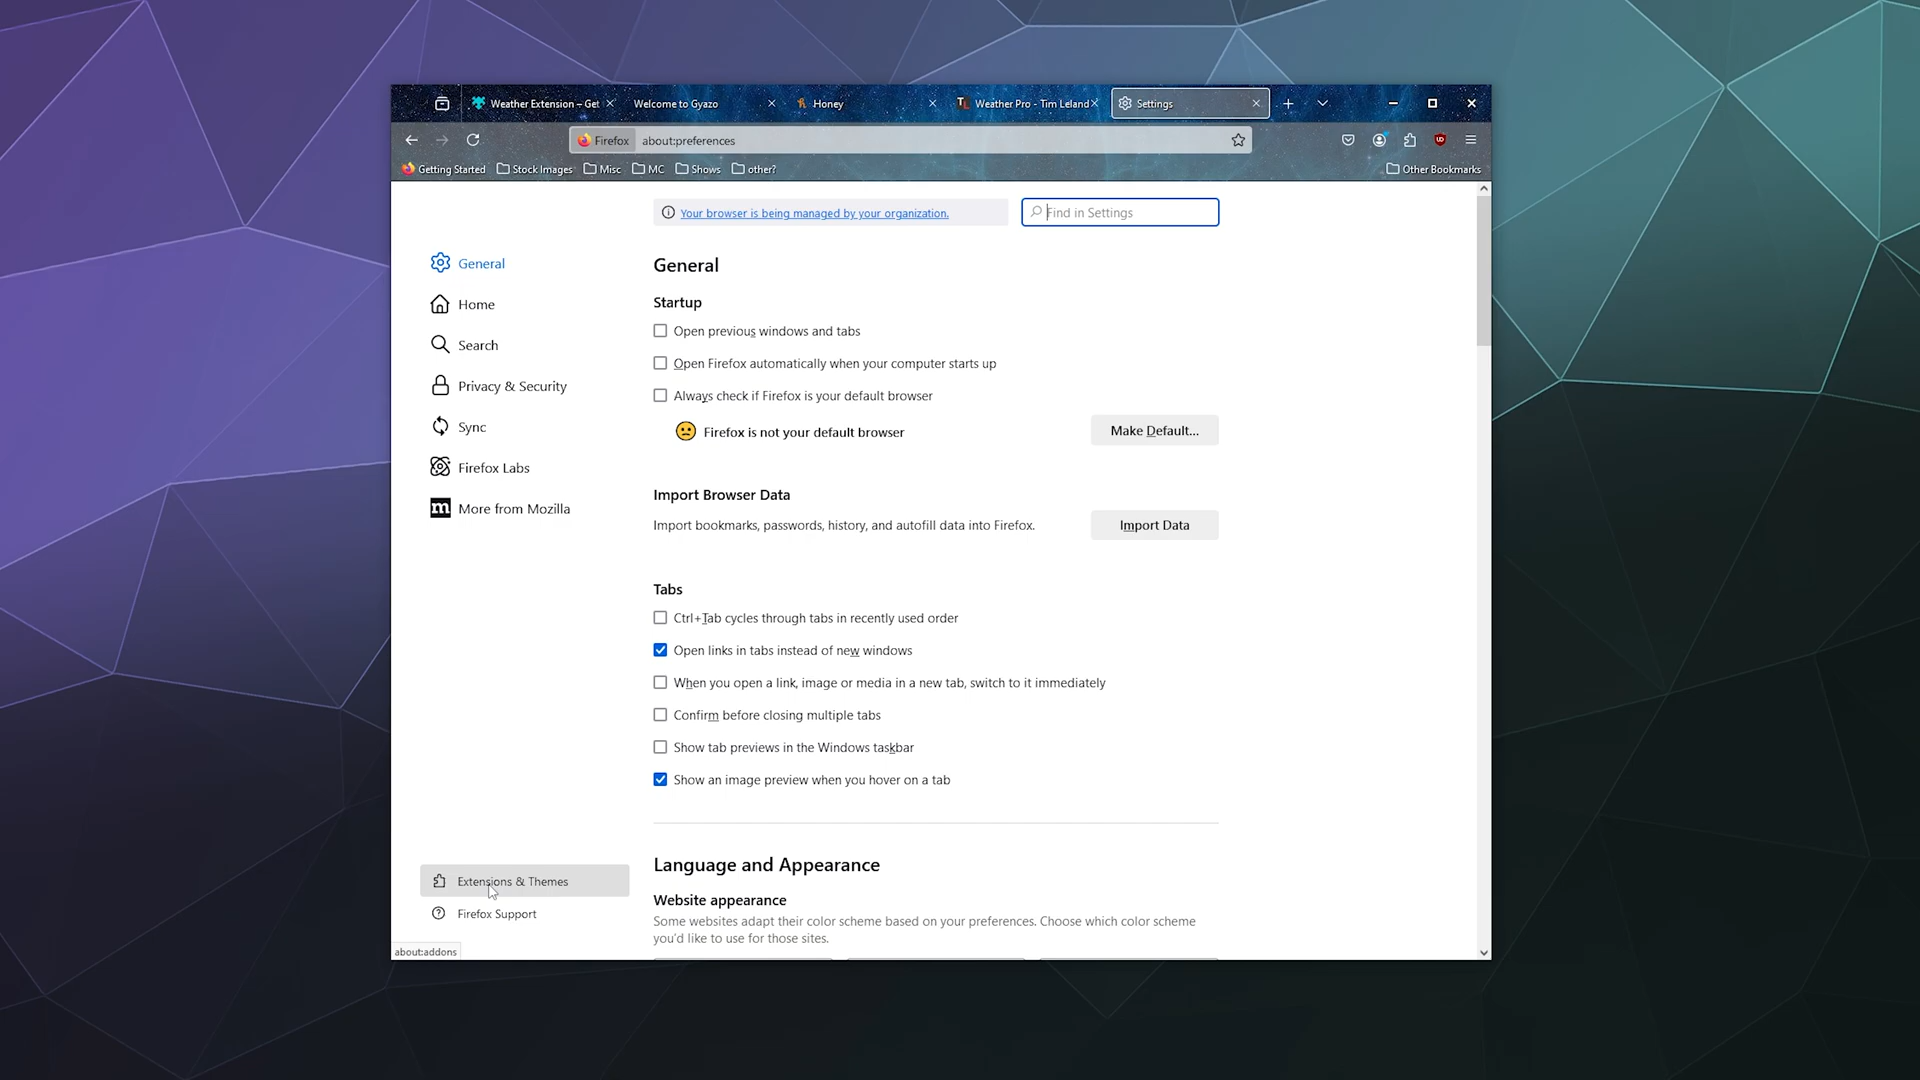 Weather Extension – Get
Welcome to Gyazo
Honey
Weather Pro - Tim Leland
Settings
Firefox
about:preferences
Getting Started
Stock Images
Misc
MC
Shows
other?
Other Bookmarks
Your browser is being managed by your organization.
Find in Settings
General
Home
Search
Privacy & Security
Sync
Firefox Labs
More from Mozilla
Extensions & Themes
Firefox Support
about:addons
General
Startup
Open previous windows and tabs
Open Firefox automatically when your computer starts up
Always check if Firefox is your default browser
Firefox is not your default browser
Make Default...
Import Browser Data
Import bookmarks, passwords, history, and autofill data into Firefox.
Import Data
Tabs
Ctrl+Tab cycles through tabs in recently used order
Open links in tabs instead of new windows
When you open a link, image or media in a new tab, switch to it immediately
Confirm before closing multiple tabs
Show tab previews in the Windows taskbar
Show an image preview when you hover on a tab
Language and Appearance
Website appearance
Some websites adapt their color scheme based on your preferences. Choose which color scheme
you'd like to use for those sites.